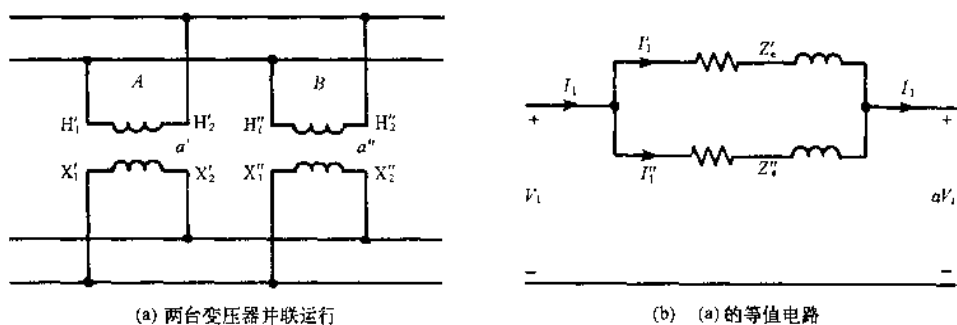 A
B
H'₁
H'₂
H"₁
H"₂
a'
a"
X'₁
X'₂
X"₁
X"₂
(a) 两台变压器并联运行
I'₁
Z'ₑ
I₁
I₁
+
+
I"₁
Z"ₑ
V₁
−
−
(b) (a)的等值电路